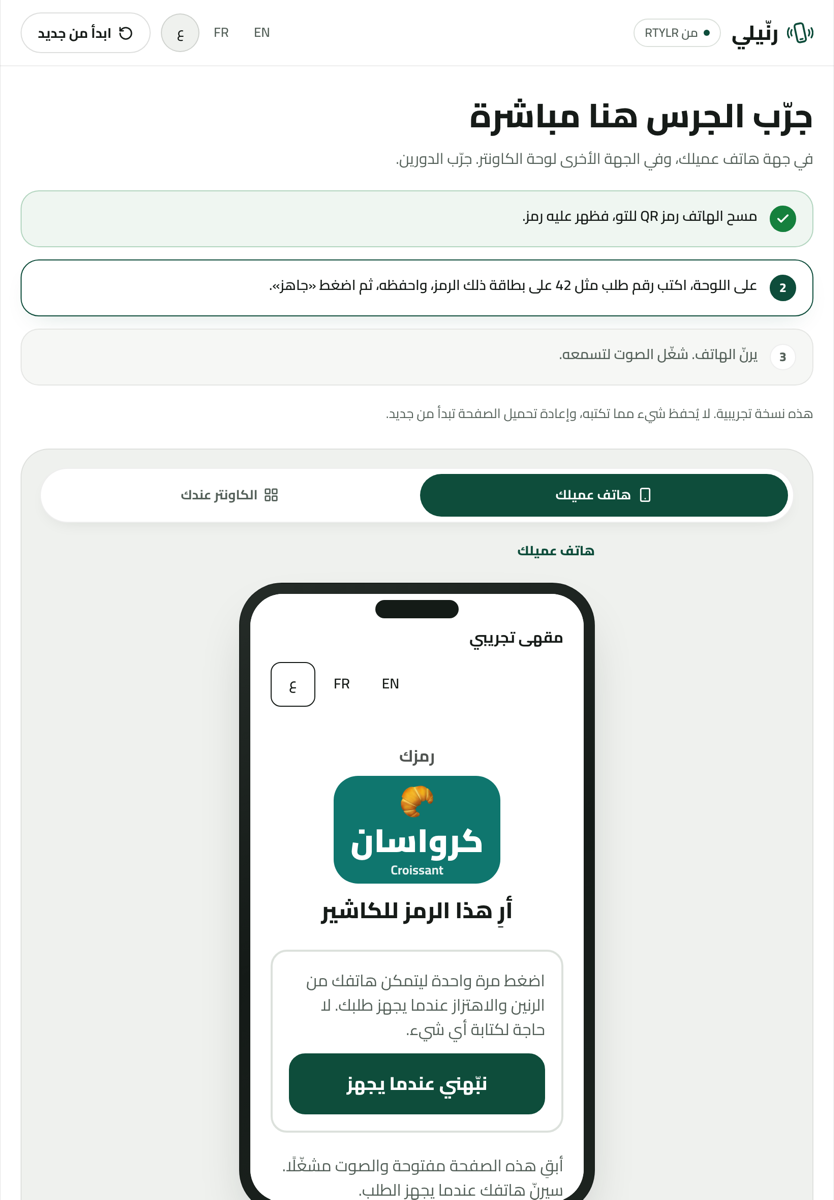 رنّيلي
من RTYLR
EN
FR
ع
ابدأ من جديد
جرّب الجرس هنا مباشرة
في جهة هاتف عميلك، وفي الجهة الأخرى لوحة الكاونتر. جرّب الدورين.
مسح الهاتف رمز QR للتو، فظهر عليه رمز.
2
على اللوحة، اكتب رقم طلب مثل 42 على بطاقة ذلك الرمز، واحفظه، ثم اضغط «جاهز».
3
يرنّ الهاتف. شغّل الصوت لتسمعه.
هذه نسخة تجريبية. لا يُحفظ شيء مما تكتبه، وإعادة تحميل الصفحة تبدأ من جديد.
هاتف عميلك
الكاونتر عندك
هاتف عميلك
مقهى تجريبي
EN
FR
ع
رمزك
كرواسان
Croissant
أرِ هذا الرمز للكاشير
اضغط مرة واحدة ليتمكن هاتفك من
الرنين والاهتزاز عندما يجهز طلبك. لا
حاجة لكتابة أي شيء.
نبّهني عندما يجهز
أبقِ هذه الصفحة مفتوحة والصوت مشغّلًا.
سيرنّ هاتفك عندما يجهز الطلب.